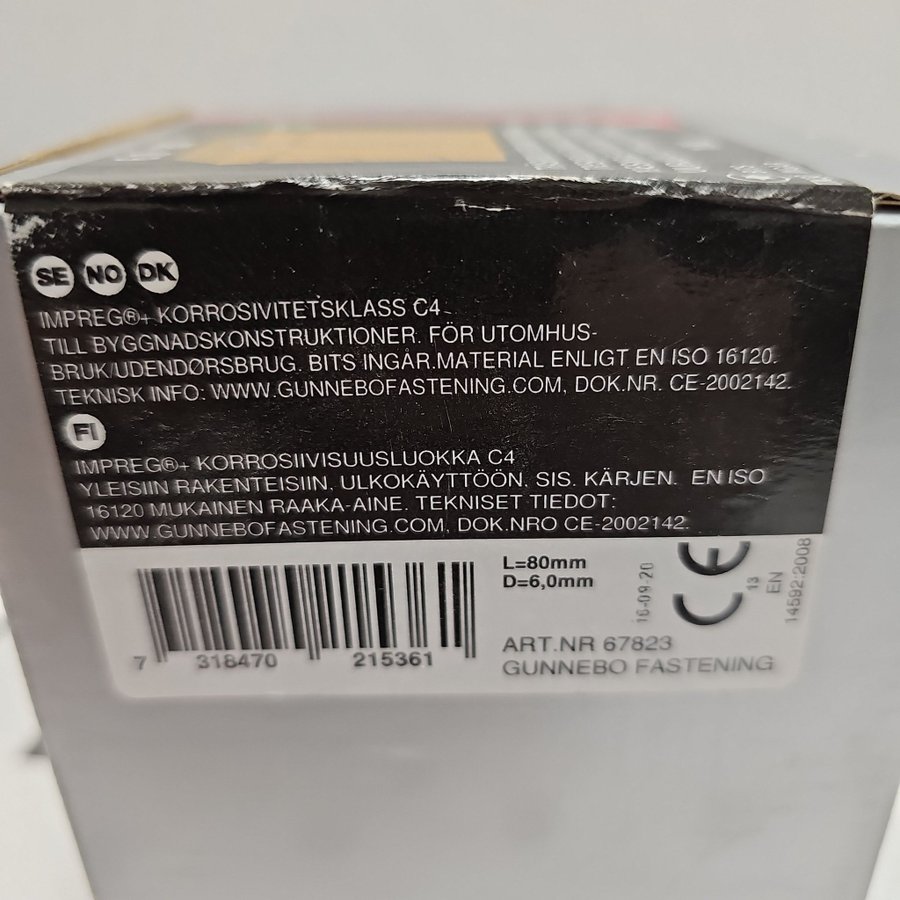 SE NO DK
IMPREG®+ KORROSIVITETSKLASS C4
TILL BYGGNADSKONSTRUKTIONER. FÖR UTOMHUS-
BRUK/UDENDØRSBRUG. BITS INGÅR.MATERIAL ENLIGT EN ISO 16120.
TEKNISK INFO: WWW.GUNNEBOFASTENING.COM, DOK.NR. CE-2002142.
FI
IMPREG®+ KORROSIIVISUUSLUOKKA C4
YLEISIIN RAKENTEISIIN. ULKOKÄYTTÖÖN. SIS. KÄRJEN. EN ISO
16120 MUKAINEN RAAKA-AINE. TEKNISET TIEDOT:
WWW.GUNNEBOFASTENING.COM, DOK.NRO CE-2002142.
L=80mm
D=6,0mm
16-09-20
CE
13
EN
14592:2008
7 318470 215361
ART.NR 67823
GUNNEBO FASTENING